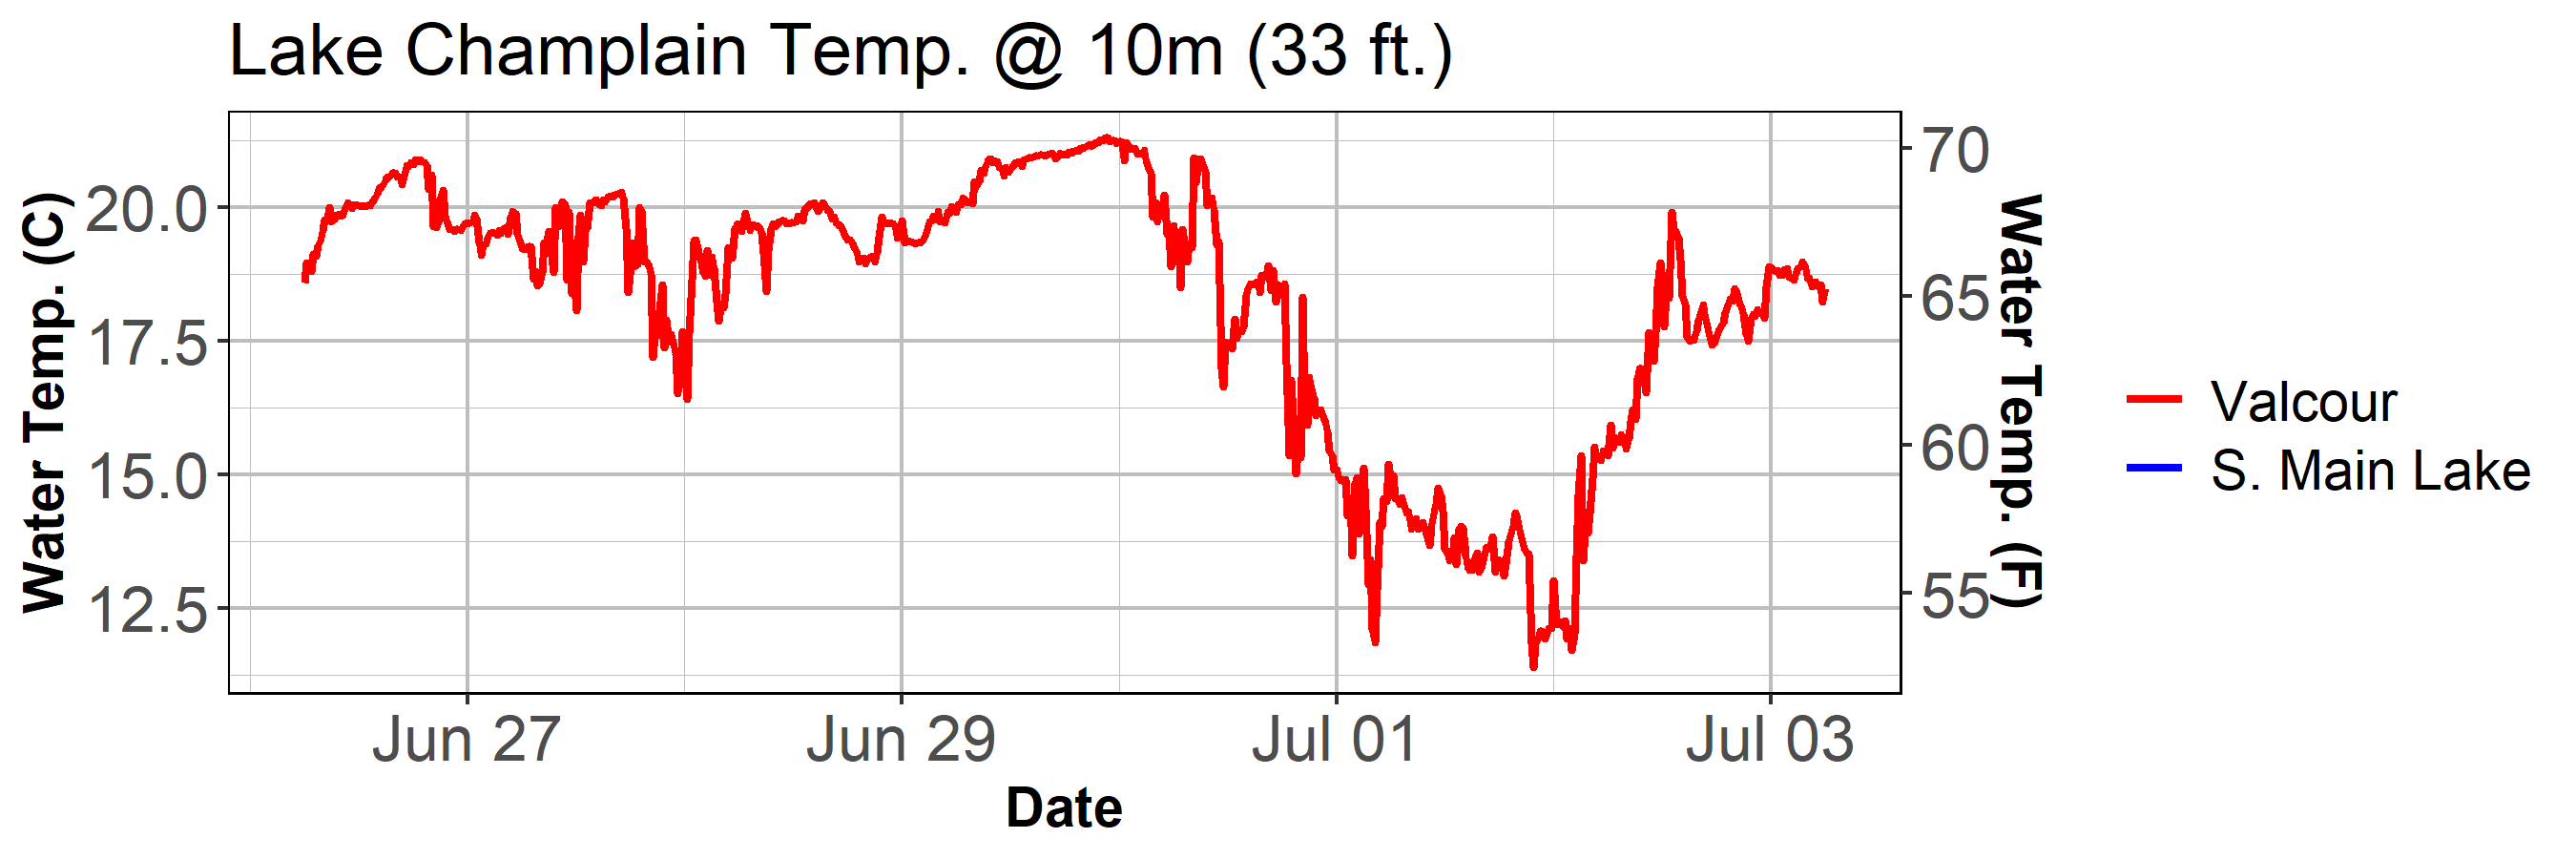 Lake Champlain Temp. @ 10m (33 ft.)
Water Temp. (C)
20.0
17.5
15.0
12.5
70
65
60
55
Water Temp. (F)
Jun 27
Jun 29
Jul 01
Jul 03
Date
Valcour
S. Main Lake